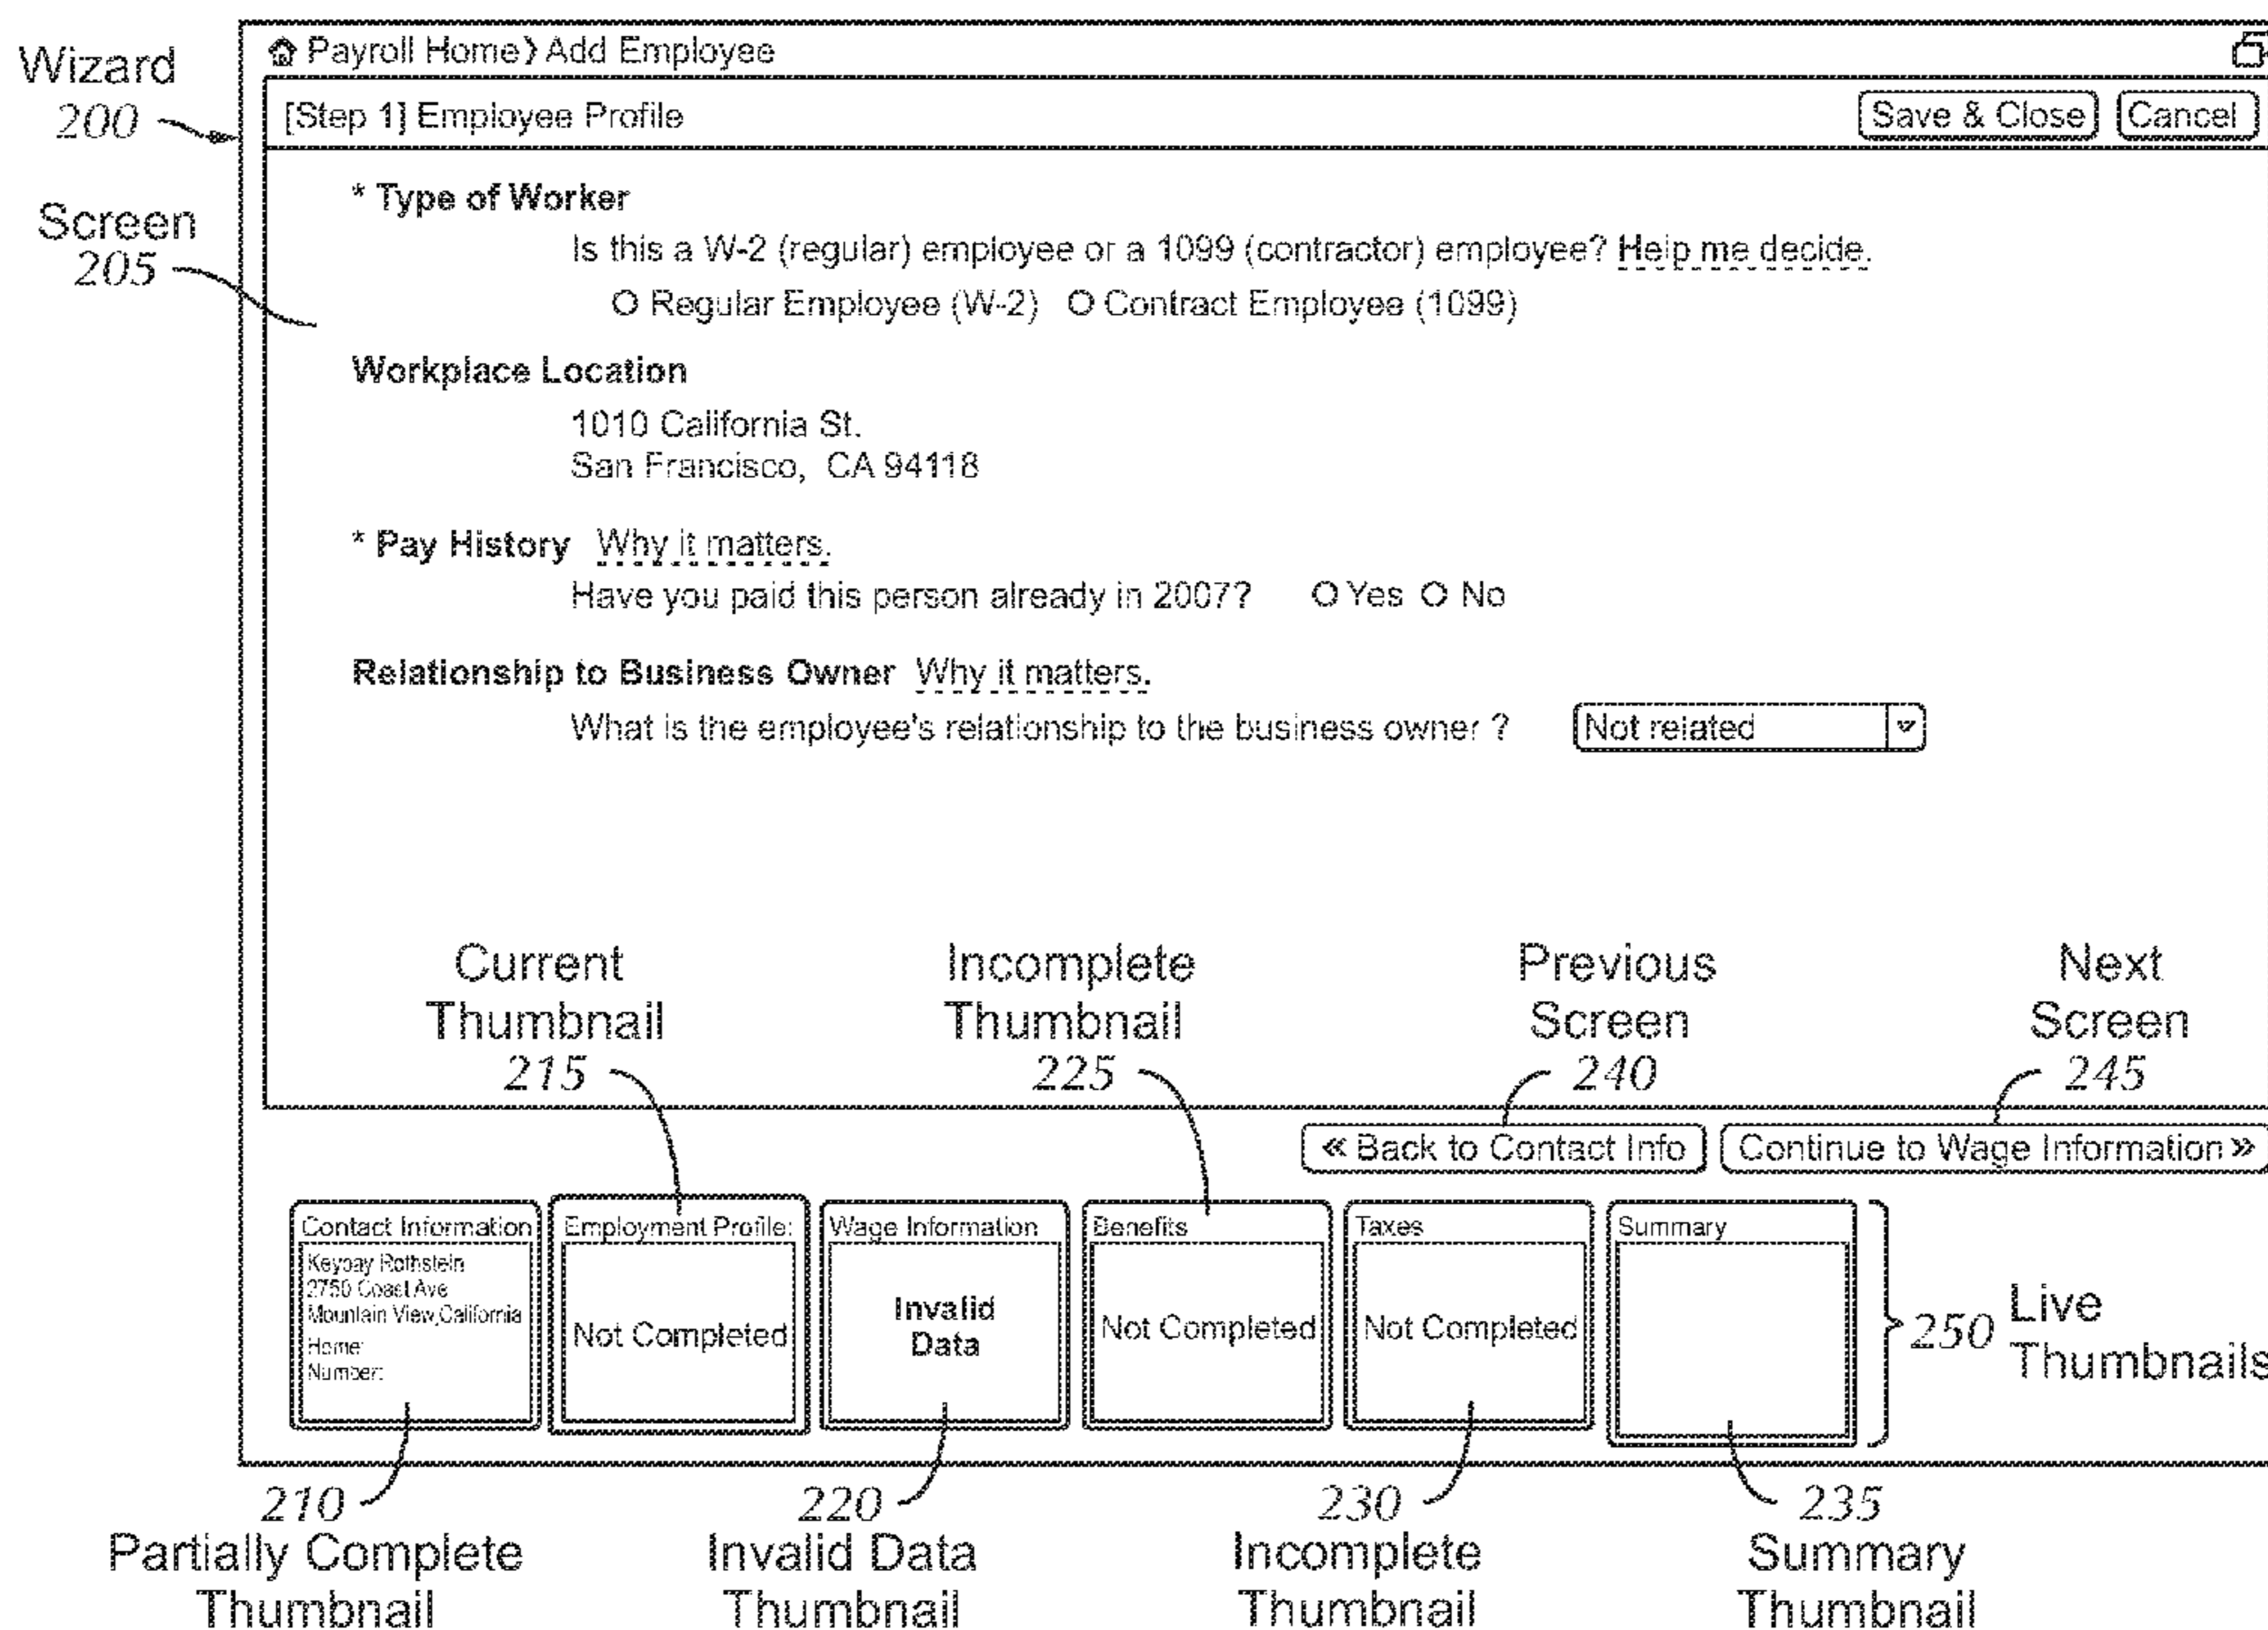 Wizard
200
Payroll Home > Add Employee
[Step 1] Employee Profile
Save & Close
Cancel
Screen
205
* Type of Worker
Is this a W-2 (regular) employee or a 1099 (contractor) employee? Help me decide.
O Regular Employee (W-2) O Contract Employee (1099)
Workplace Location
1010 California St.
San Francisco, CA 94118
* Pay History Why it matters.
Have you paid this person already in 2007? O Yes O No
Relationship to Business Owner Why it matters.
What is the employee's relationship to the business owner ? Not related
Current
Thumbnail
215
Incomplete
Thumbnail
225
Previous
Screen
240
Next
Screen
245
« Back to Contact Info
Continue to Wage Information »
Contact Information
Rothstein
2750 Coast Ave
Mountain View, California
Home:
Number:
Employment Profile:
Not Completed
Wage Information
Invalid
Data
Benefits
Not Completed
Taxes
Not Completed
Summary
250
Live
Thumbnails
210
Partially Complete
Thumbnail
220
Invalid Data
Thumbnail
230
Incomplete
Thumbnail
235
Summary
Thumbnail